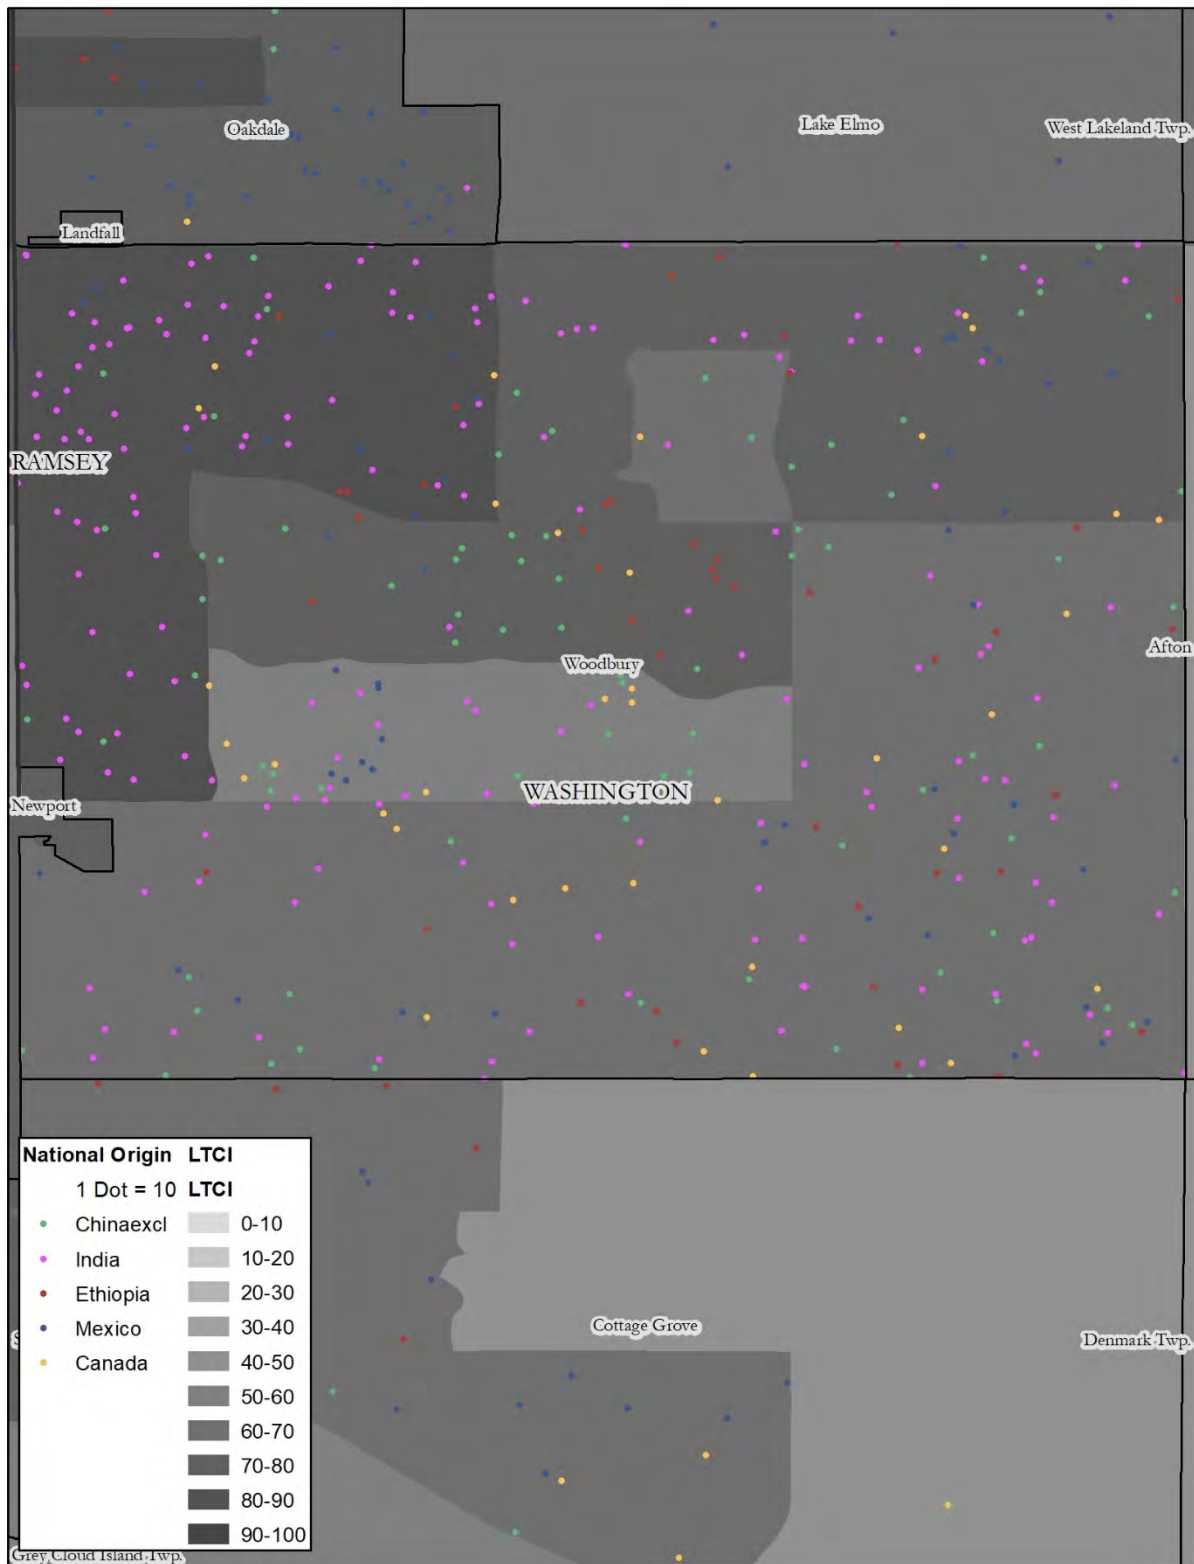 Oakdale
Lake Elmo
West Lakeland Twp.
Landfall
RAMSEY
Woodbury
Afton
WASHINGTON
Newport
National Origin LTCI
1 Dot = 10 LTCI
Chinaexcl 0-10
India 10-20
Ethiopia 20-30
Mexico 30-40
Canada 40-50
50-60
60-70
70-80
80-90
90-100
Cottage Grove
Denmark Twp.
Grey Cloud Island Twp.